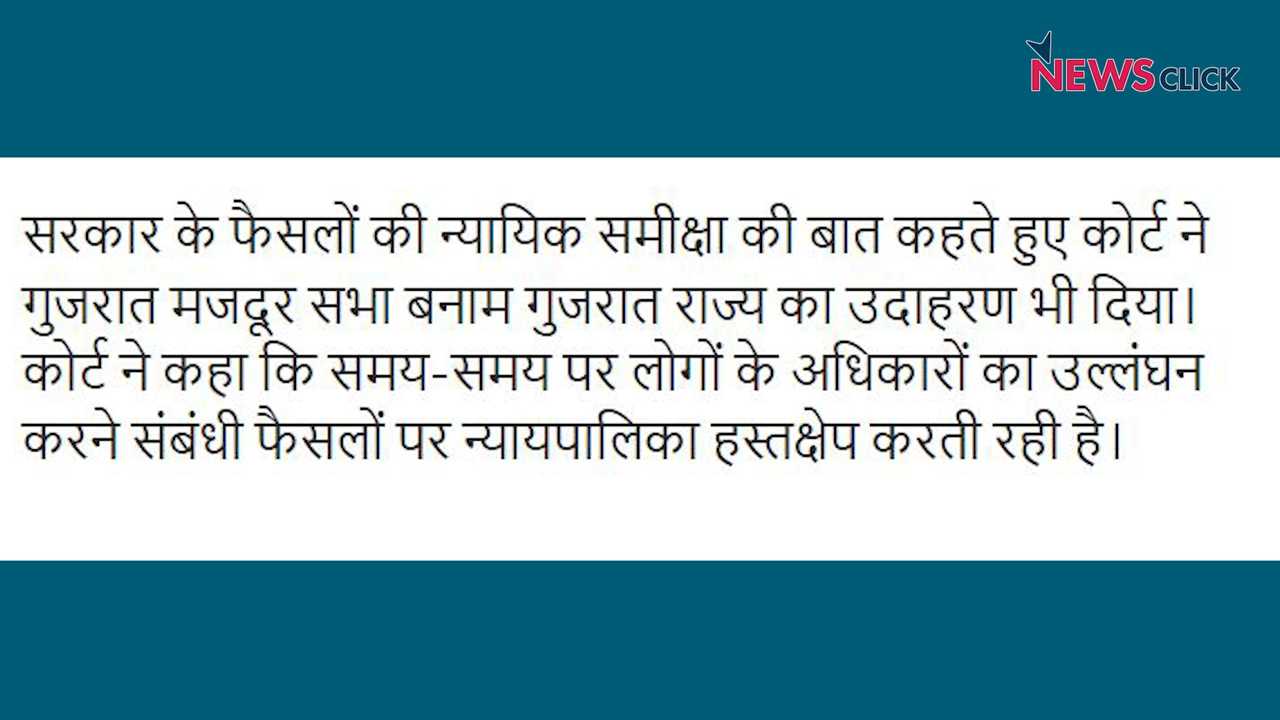 NEWSCLICK
सरकार के फैसलों की न्यायिक समीक्षा की बात कहते हुए कोर्ट ने
गुजरात मजदूर सभा बनाम गुजरात राज्य का उदाहरण भी दिया।
कोर्ट ने कहा कि समय-समय पर लोगों के अधिकारों का उल्लंघन
करने संबंधी फैसलों पर न्यायपालिका हस्तक्षेप करती रही है।